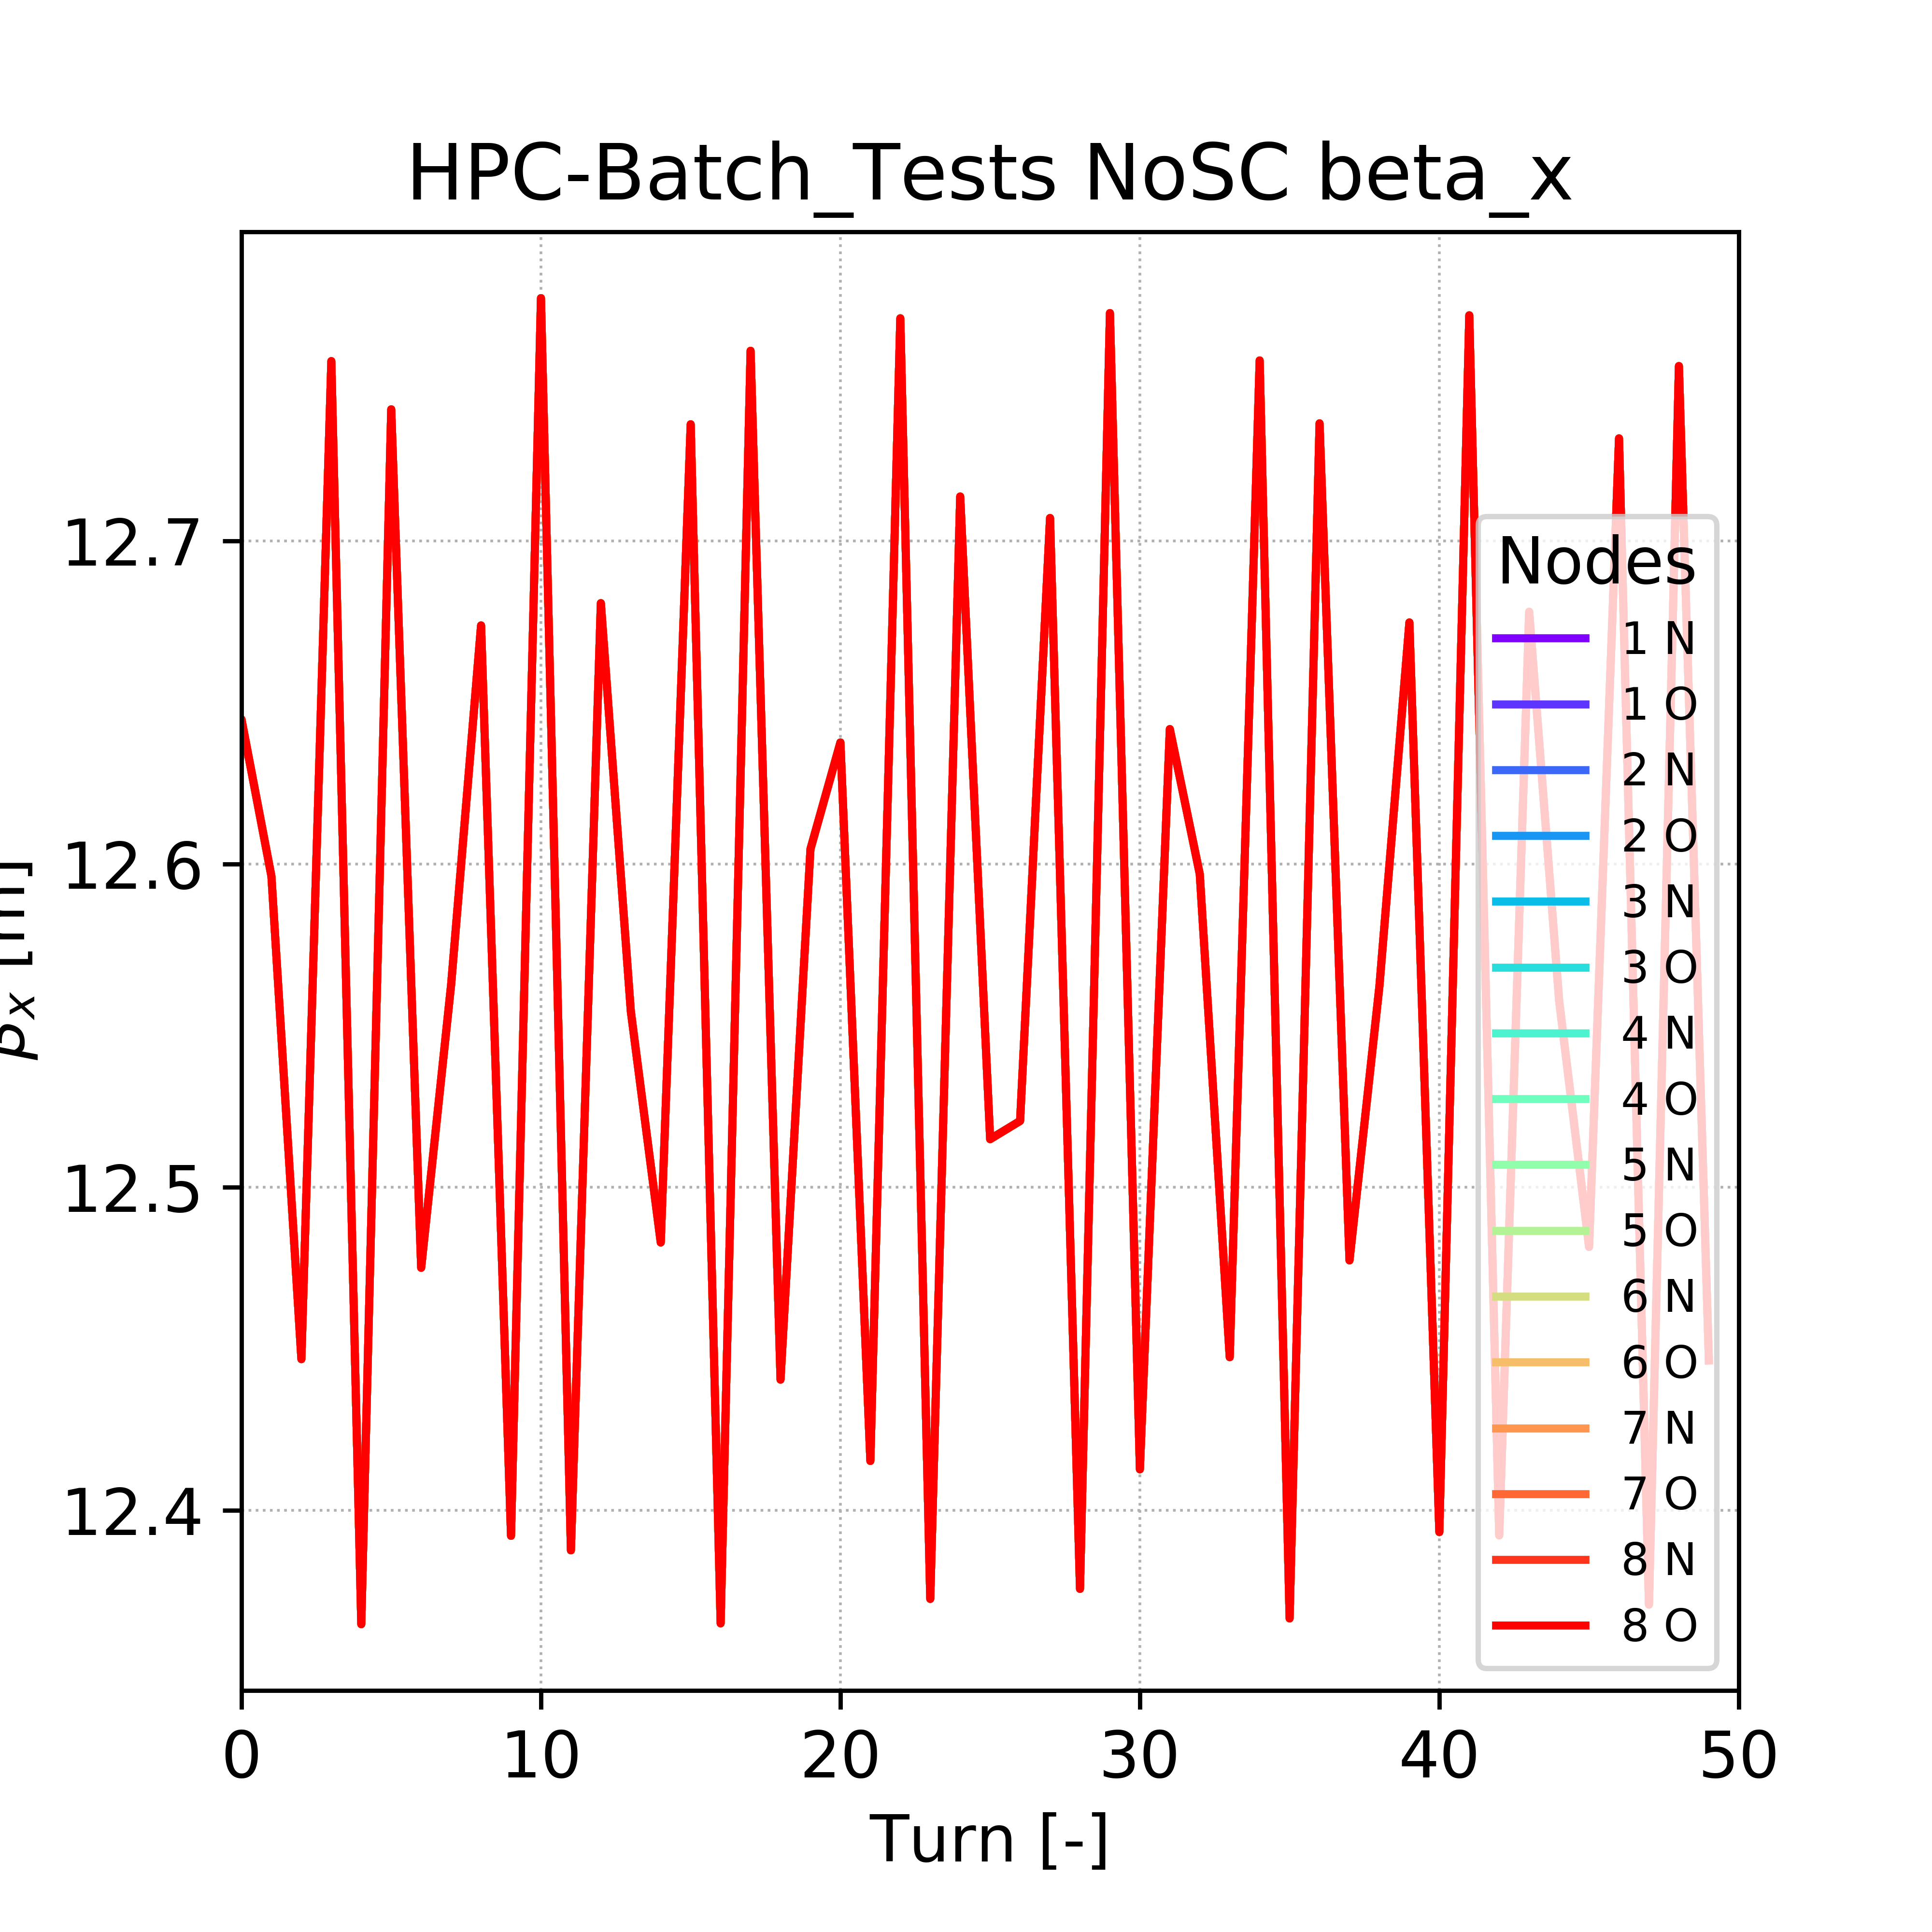 HPC-Batch_Tests NoSC beta_x
12.7
12.6
12.5
12.4
βx [m]
0 10 20 30 40 50
Turn [-]
Nodes
1 N
1 O
2 N
2 O
3 N
3 O
4 N
4 O
5 N
5 O
6 N
6 O
7 N
7 O
8 N
8 O